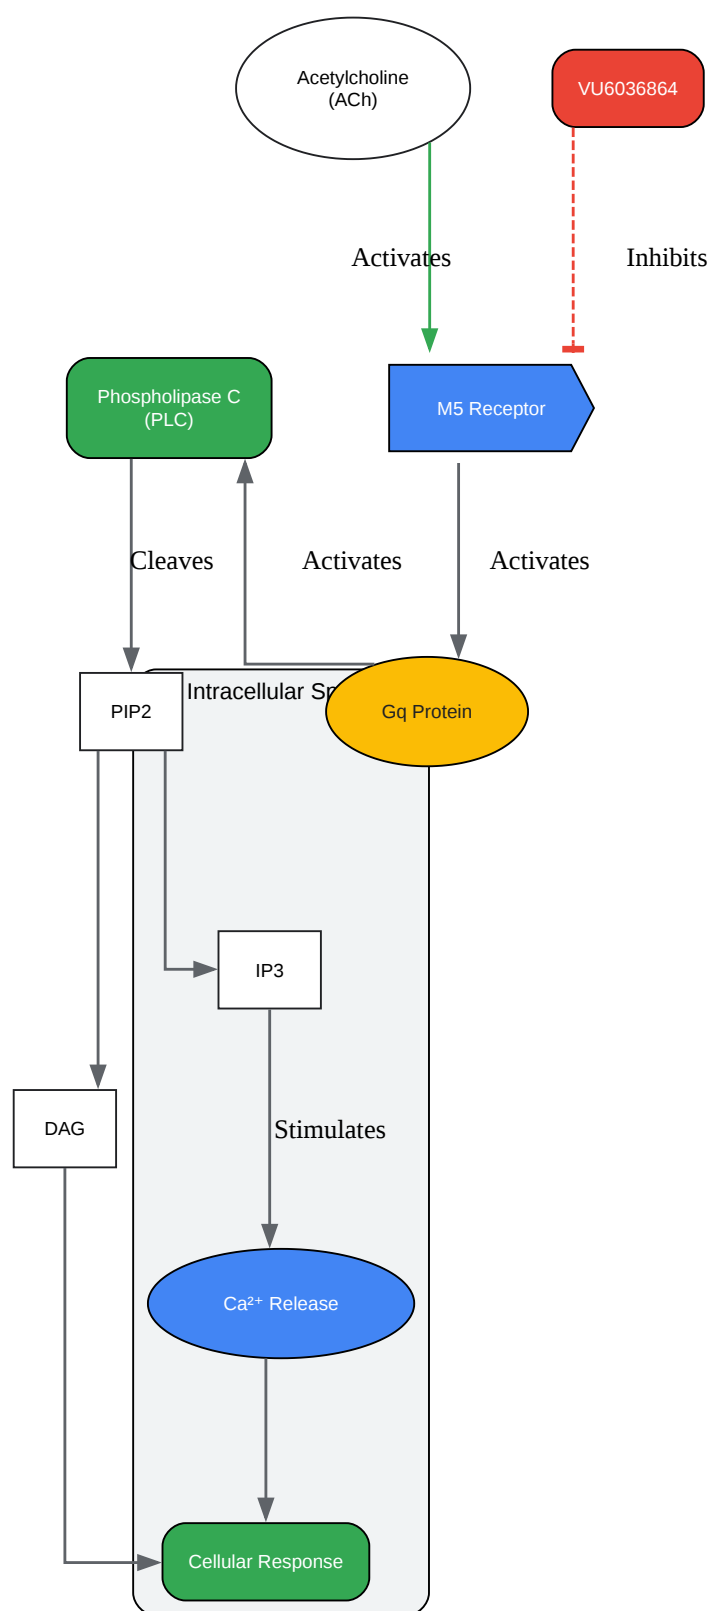 Acetylcholine
(ACh)
VU6036864
Activates
Inhibits
Phospholipase C
(PLC)
M5 Receptor
Cleaves
Activates
Activates
PIP2
Intracellular
Gq Protein
IP3
DAG
Stimulates
Ca²⁺ Release
Cellular Response